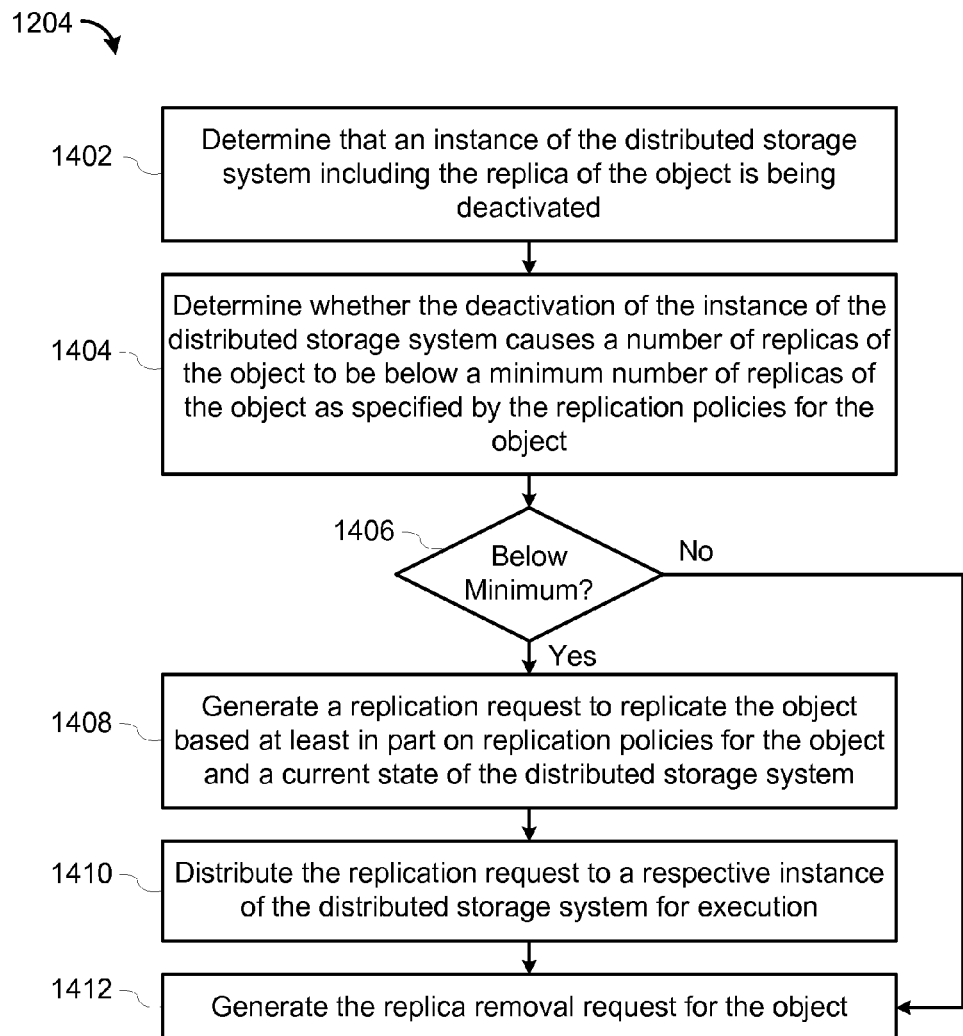 1204
1402
Determine that an instance of the distributed storage
system including the replica of the object is being
deactivated
1404
Determine whether the deactivation of the instance of the
distributed storage system causes a number of replicas of
the object to be below a minimum number of replicas of
the object as specified by the replication policies for the
object
1406
Below
Minimum?
No
Yes
1408
Generate a replication request to replicate the object
based at least in part on replication policies for the object
and a current state of the distributed storage system
1410
Distribute the replication request to a respective instance
of the distributed storage system for execution
1412
Generate the replica removal request for the object